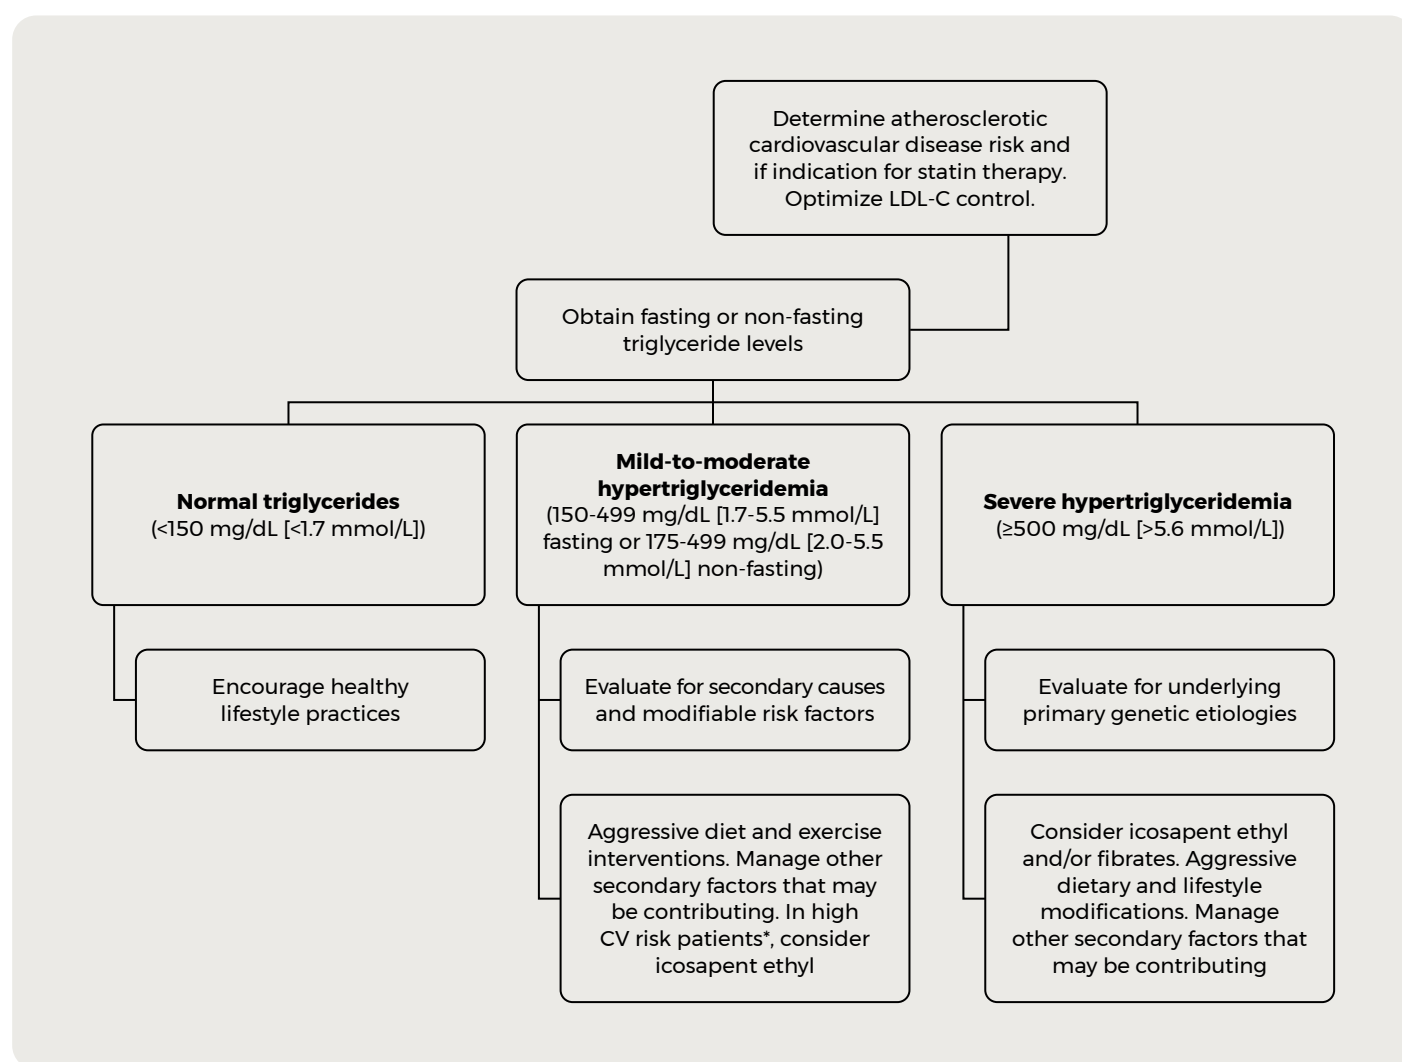 Determine atherosclerotic
cardiovascular disease risk and
if indication for statin therapy.
Optimize LDL-C control.
Obtain fasting or non-fasting
triglyceride levels
Normal triglycerides
(<150 mg/dL [<1.7 mmol/L])
Mild-to-moderate
hypertriglyceridemia
(150-499 mg/dL [1.7-5.5 mmol/L]
fasting or 175-499 mg/dL [2.0-5.5
mmol/L] non-fasting)
Severe hypertriglyceridemia
(≥500 mg/dL [>5.6 mmol/L])
Encourage healthy
lifestyle practices
Evaluate for secondary causes
and modifiable risk factors
Evaluate for underlying
primary genetic etiologies
Aggressive diet and exercise
interventions. Manage other
secondary factors that may
be contributing. In high
CV risk patients*, consider
icosapent ethyl
Consider icosapent ethyl
and/or fibrates. Aggressive
dietary and lifestyle
modifications. Manage
other secondary factors that
may be contributing